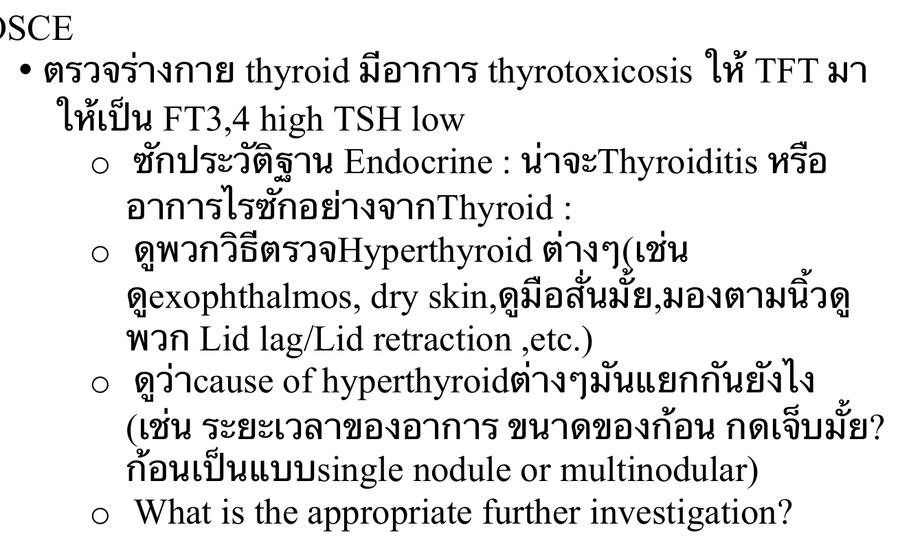 OSCE
• ตรวจร่างกาย thyroid มีอาการ thyrotoxicosis ให้ TFT มา
ให้เป็น FT3,4 high TSH low
o ซักประวัติฐาน Endocrine : น่าจะThyroiditis หรือ
อาการไรซักอย่างจากThyroid :
o ดูพวกวิธีตรวจHyperthyroid ต่างๆ(เช่น
ดูexophthalmos, dry skin,ดูมือสั่นมั้ย,มองตามนิ้วดู
พวก Lid lag/Lid retraction ,etc.)
o ดูว่าcause of hyperthyroidต่างๆมันแยกกันยังไง
(เช่น ระยะเวลาของอาการ ขนาดของก้อน กดเจ็บมั้ย?
ก้อนเป็นแบบsingle nodule or multinodular)
o What is the appropriate further investigation?